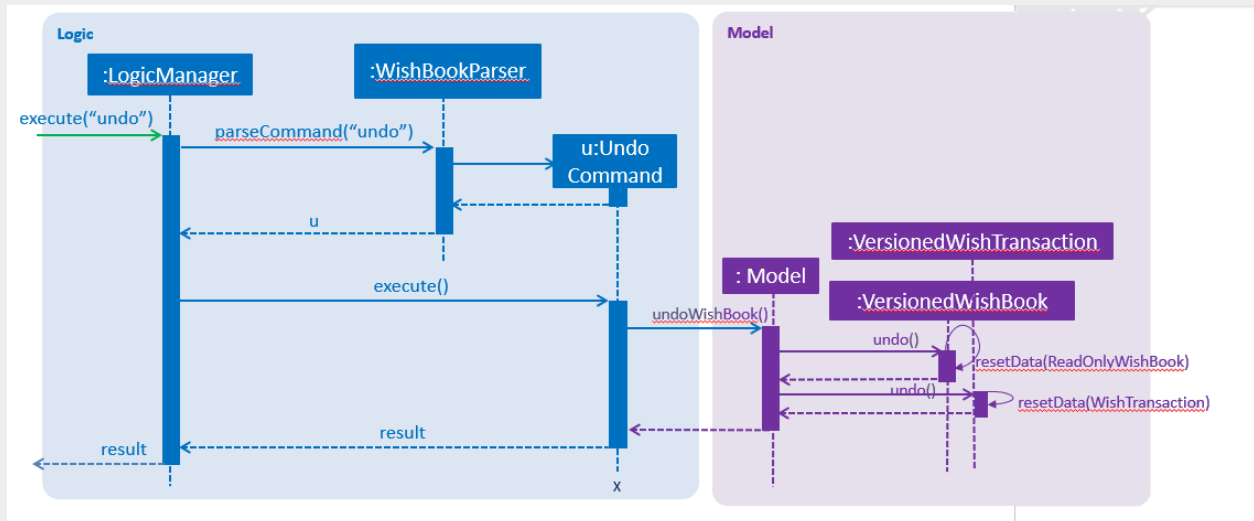 Logic
Model
:LogicManager
:WishBookParser
execute(“undo”)
parseCommand(“undo”)
u:Undo
Command
u
:VersionedWishTransaction
: Model
execute()
:VersionedWishBook
undoWishBook()
undo()
resetData(ReadOnlyWishBook)
undo()
resetData(WishTransaction)
result
result
x